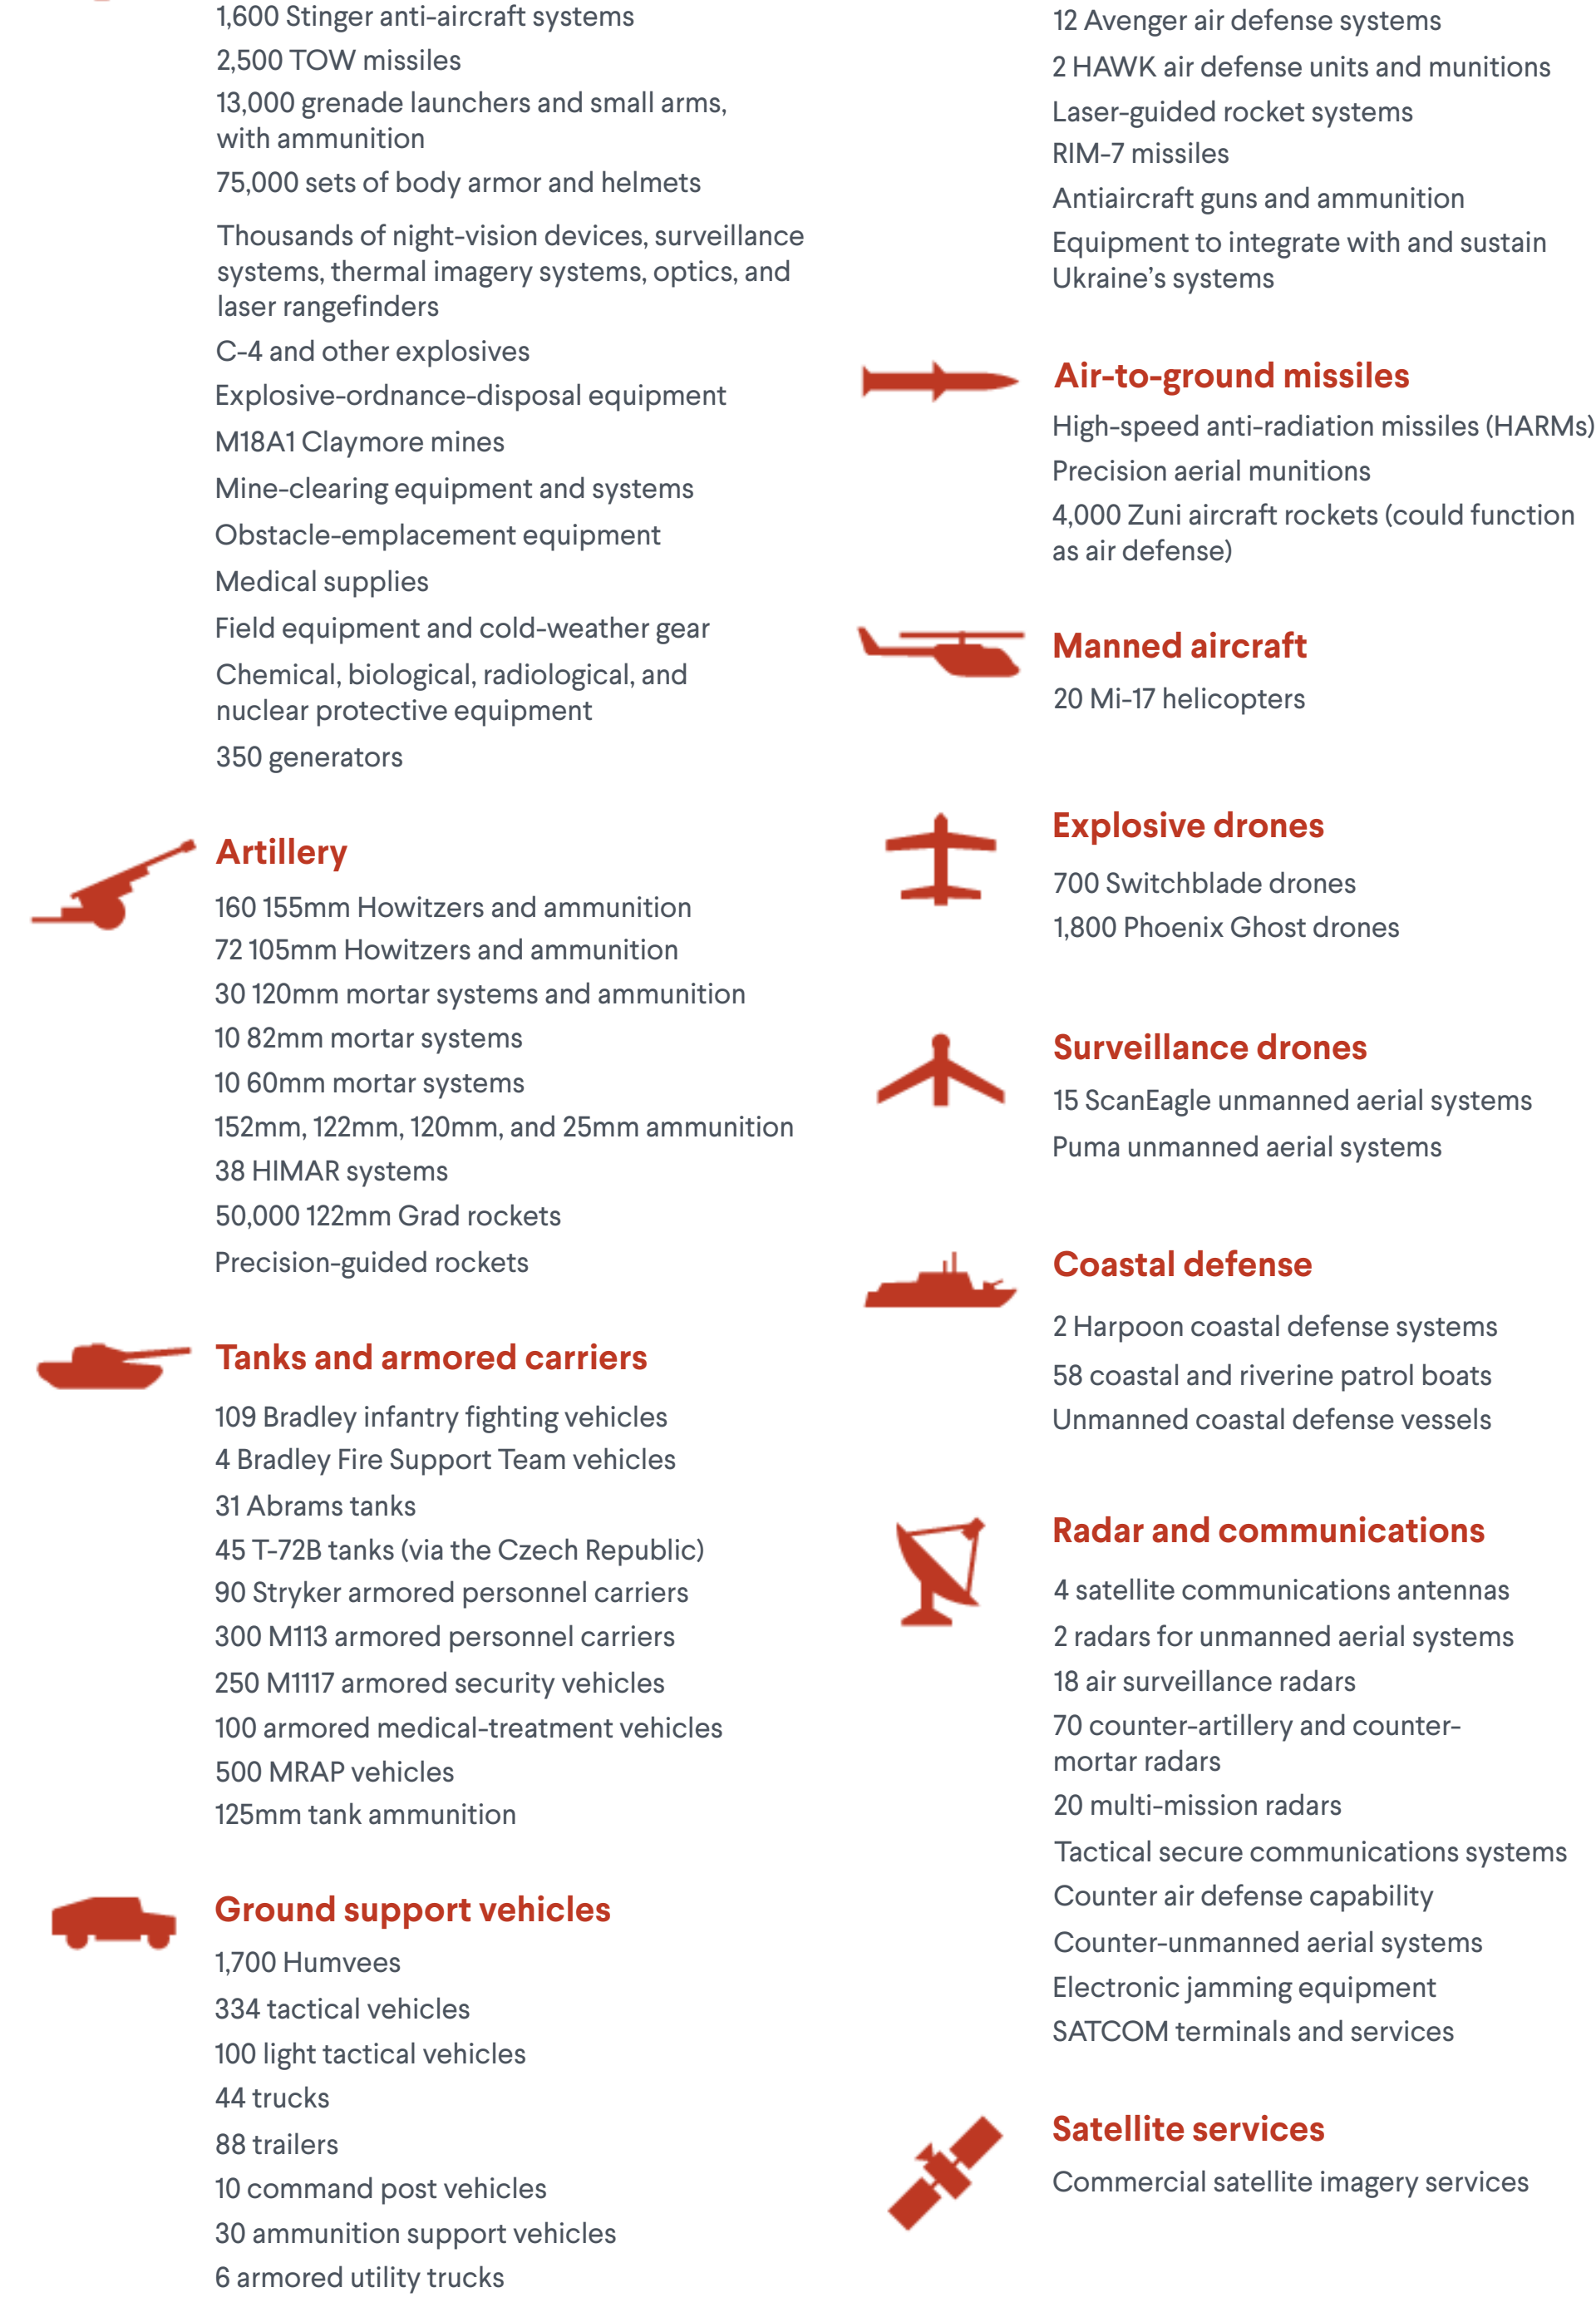 1,600 Stinger anti-aircraft systems
2,500 TOW missiles
13,000 grenade launchers and small arms,
with ammunition
75,000 sets of body armor and helmets
Thousands of night-vision devices, surveillance
systems, thermal imagery systems, optics, and
laser rangefinders
C-4 and other explosives
Explosive-ordnance-disposal equipment
M18A1 Claymore mines
Mine-clearing equipment and systems
Obstacle-emplacement equipment
Medical supplies
Field equipment and cold-weather gear
Chemical, biological, radiological, and
nuclear protective equipment
350 generators
Artillery
160 155mm Howitzers and ammunition
72 105mm Howitzers and ammunition
30 120mm mortar systems and ammunition
10 82mm mortar systems
10 60mm mortar systems
152mm, 122mm, 120mm, and 25mm ammunition
38 HIMAR systems
50,000 122mm Grad rockets
Precision-guided rockets
Tanks and armored carriers
109 Bradley infantry fighting vehicles
4 Bradley Fire Support Team vehicles
31 Abrams tanks
45 T-72B tanks (via the Czech Republic)
90 Stryker armored personnel carriers
300 M113 armored personnel carriers
250 M1117 armored security vehicles
100 armored medical-treatment vehicles
500 MRAP vehicles
125mm tank ammunition
Ground support vehicles
1,700 Humvees
334 tactical vehicles
100 light tactical vehicles
44 trucks
88 trailers
10 command post vehicles
30 ammunition support vehicles
6 armored utility trucks
12 Avenger air defense systems
2 HAWK air defense units and munitions
Laser-guided rocket systems
RIM-7 missiles
Antiaircraft guns and ammunition
Equipment to integrate with and sustain
Ukraine’s systems
Air-to-ground missiles
High-speed anti-radiation missiles (HARMs)
Precision aerial munitions
4,000 Zuni aircraft rockets (could function
as air defense)
Manned aircraft
20 Mi-17 helicopters
Explosive drones
700 Switchblade drones
1,800 Phoenix Ghost drones
Surveillance drones
15 ScanEagle unmanned aerial systems
Puma unmanned aerial systems
Coastal defense
2 Harpoon coastal defense systems
58 coastal and riverine patrol boats
Unmanned coastal defense vessels
Radar and communications
4 satellite communications antennas
2 radars for unmanned aerial systems
18 air surveillance radars
70 counter-artillery and counter-
mortar radars
20 multi-mission radars
Tactical secure communications systems
Counter air defense capability
Counter-unmanned aerial systems
Electronic jamming equipment
SATCOM terminals and services
Satellite services
Commercial satellite imagery services